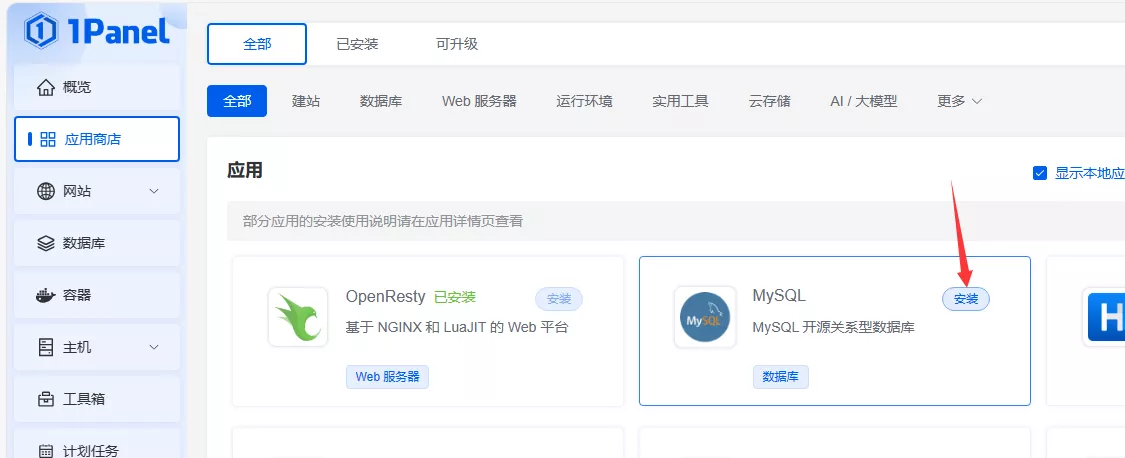 1Panel
概览
应用商店
网站
数据库
容器
主机
工具箱
计划任务
全部 已安装 可升级
全部 建站 数据库 Web 服务器 运行环境 实用工具 云存储 AI / 大模型 更多
应用
显示本地应
部分应用的安装使用说明请在应用详情页查看
OpenResty 已安装 安装
基于 NGINX 和 LuaJIT 的 Web 平台
Web 服务器
MySQL
MySQL 安装
MySQL 开源关系型数据库
数据库
H